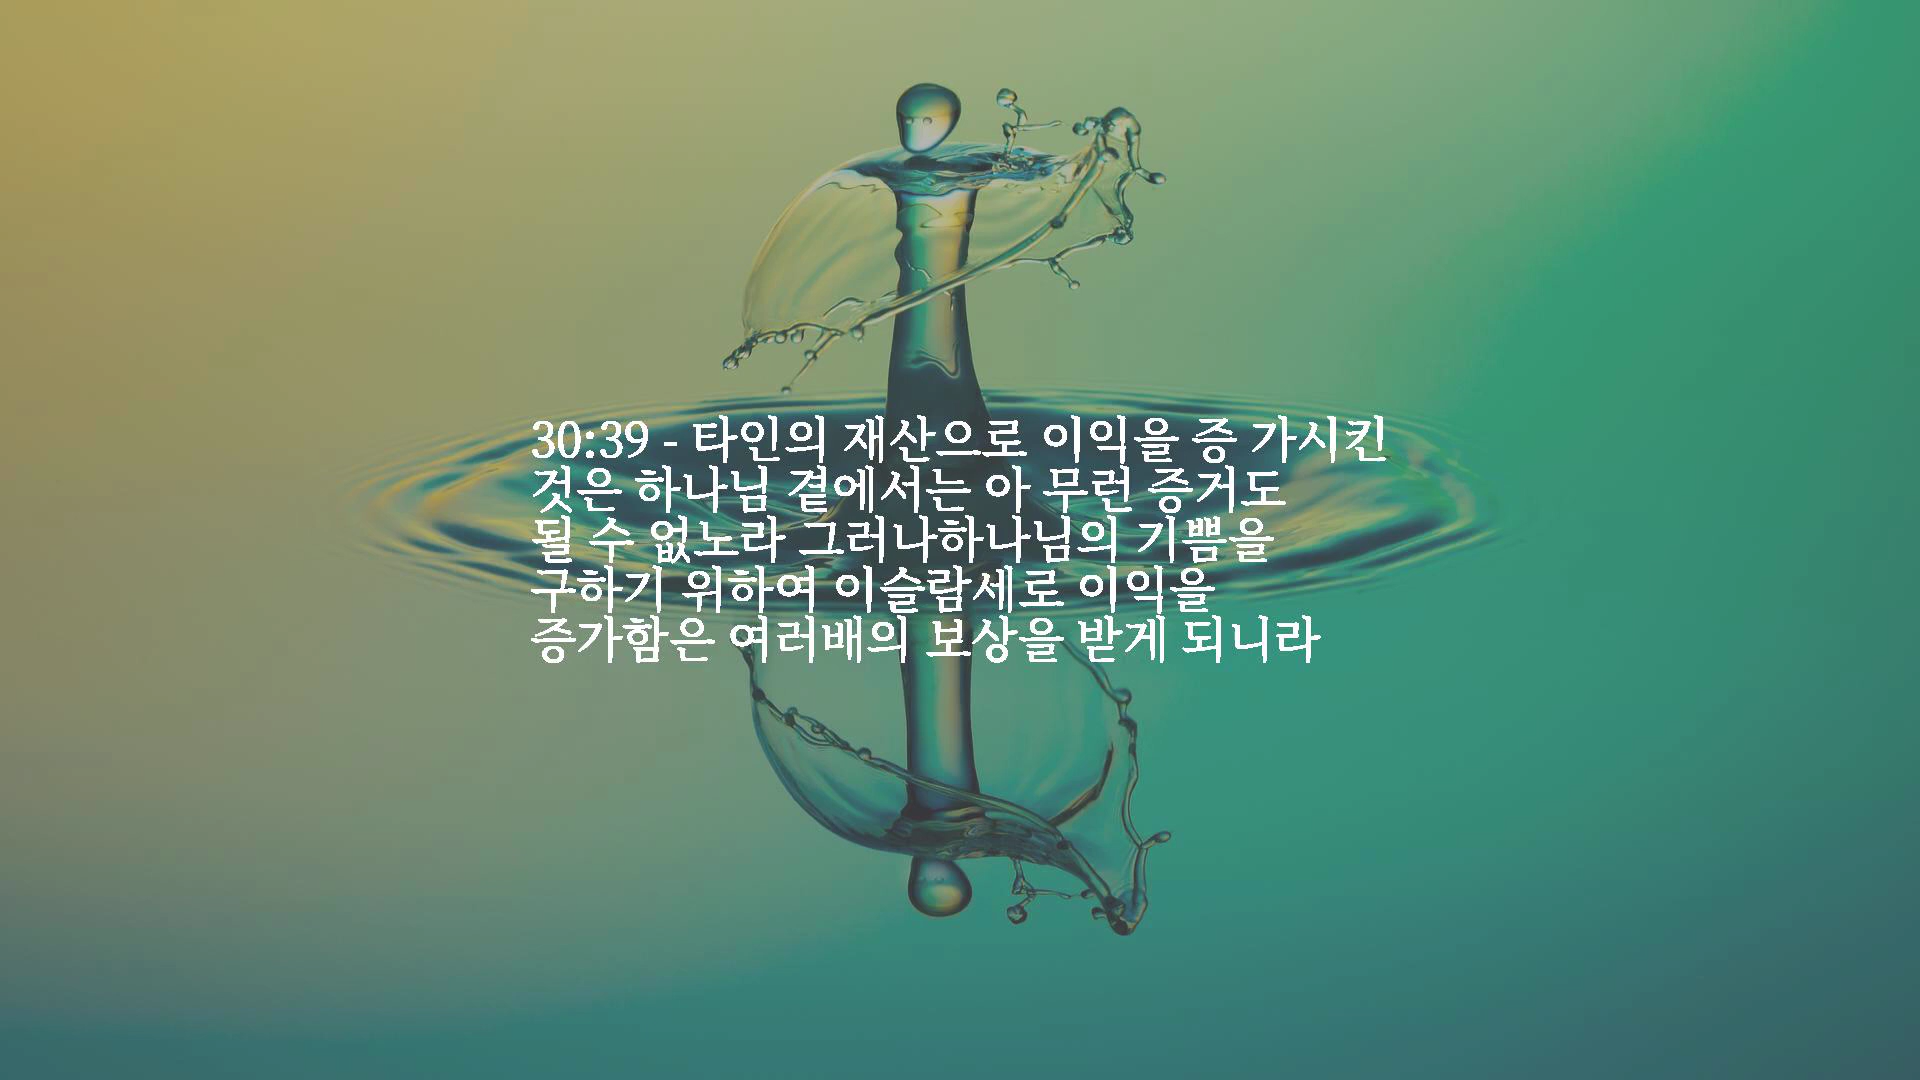 30:39 - 타인의 재산으로 이익을 증 가시킨
것은 하나님 곁에서는 아 무런 증거도
될 수 없노라 그러나하나님의 기쁨을
구하기 위하여 이슬람세로 이익을
증가함은 여러배의 보상을 받게 되니라